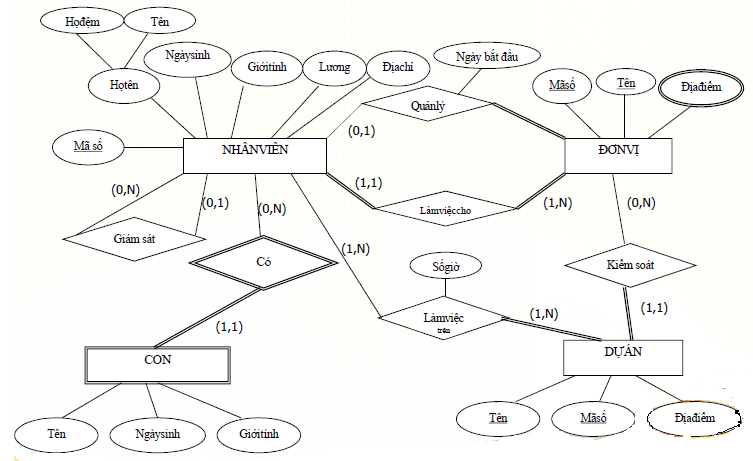 Họđệm
Tên
Ngàysinh
Giớitính
Lương
Địachỉ
Ngày bắt đầu
Họtên
Mãsố
Tên
Địađiểm
Quảnlý
Mã số
(0,1)
NHÂNVIÊN
ĐƠNVỊ
(0,N)
(0,1)
(0,N)
(1,1)
Làmviệccho
(1,N)
(0,N)
Giám sát
(1,N)
Có
Sốgiờ
Kiểm soát
(1,1)
Làmviệc
trên
(1,N)
(1,1)
CON
DỰÁN
Tên
Ngàysinh
Giớitính
Tên
Mãsố
Địađiểm